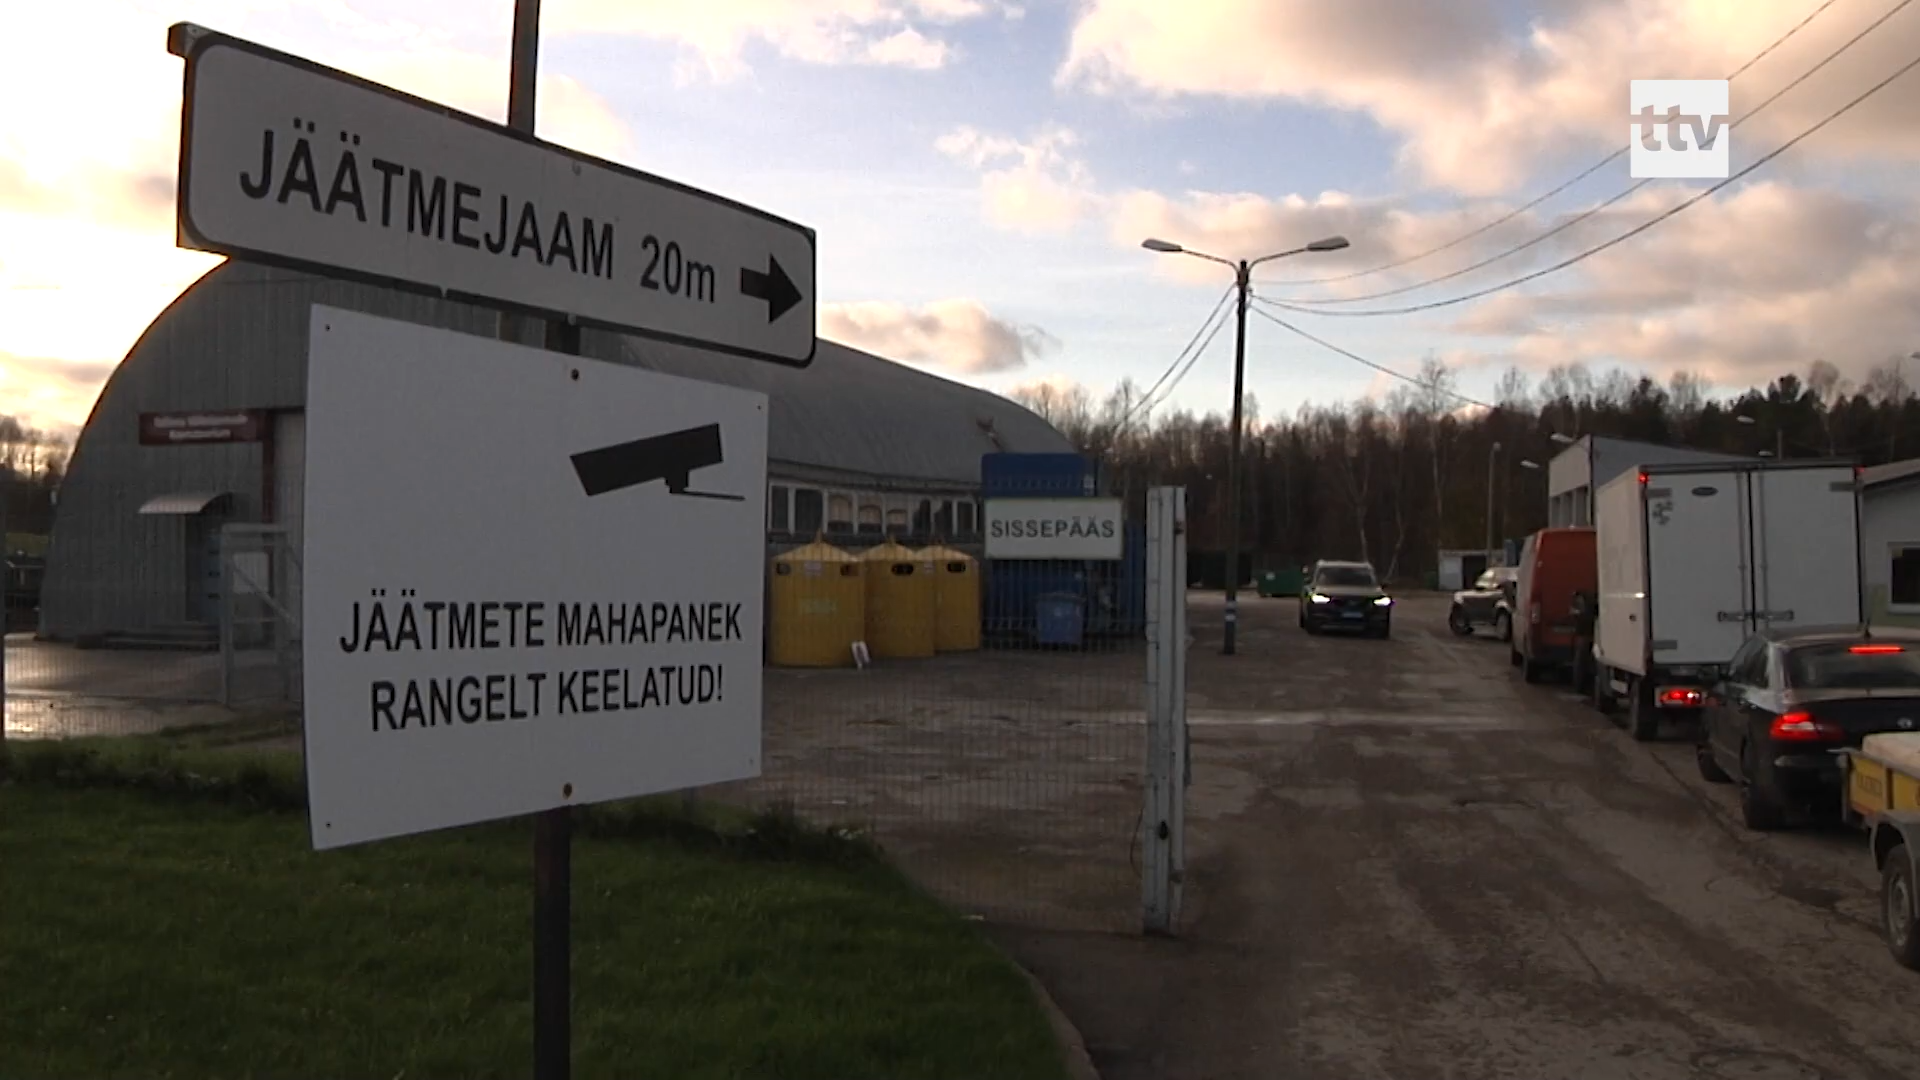 JÄÄTMEJAAM 20m
JÄÄTMETE MAHAPANEK
RANGELT KEELATUD!
SISSEPÄÄS
ttv